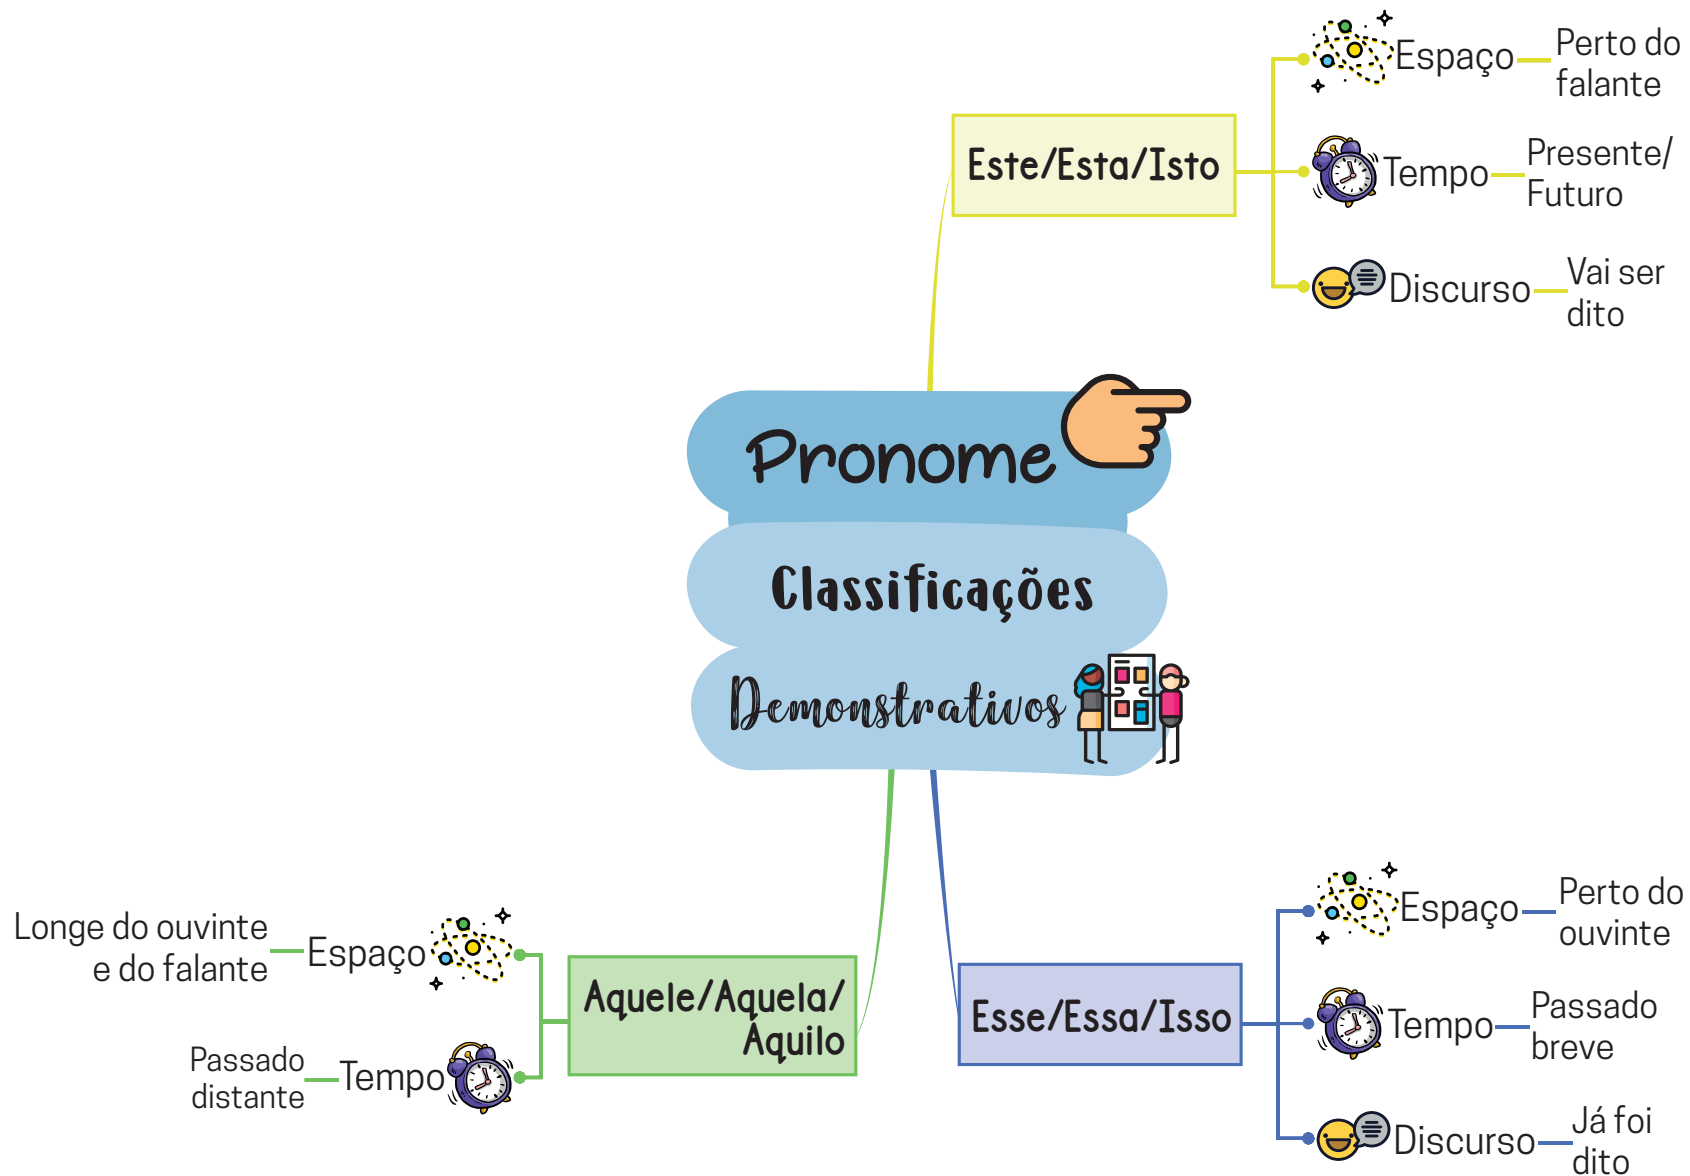 Pronome
Classificações
Demonstrativos
Este/Esta/Isto
Espaço
Perto do
falante
Tempo
Presente/
Futuro
Discurso
Vai ser
dito
Esse/Essa/Isso
Espaço
Perto do
ouvinte
Tempo
Passado
breve
Discurso
Já foi
dito
Aquele/Aquela/
Aquilo
Espaço
Longe do ouvinte
e do falante
Tempo
Passado
distante